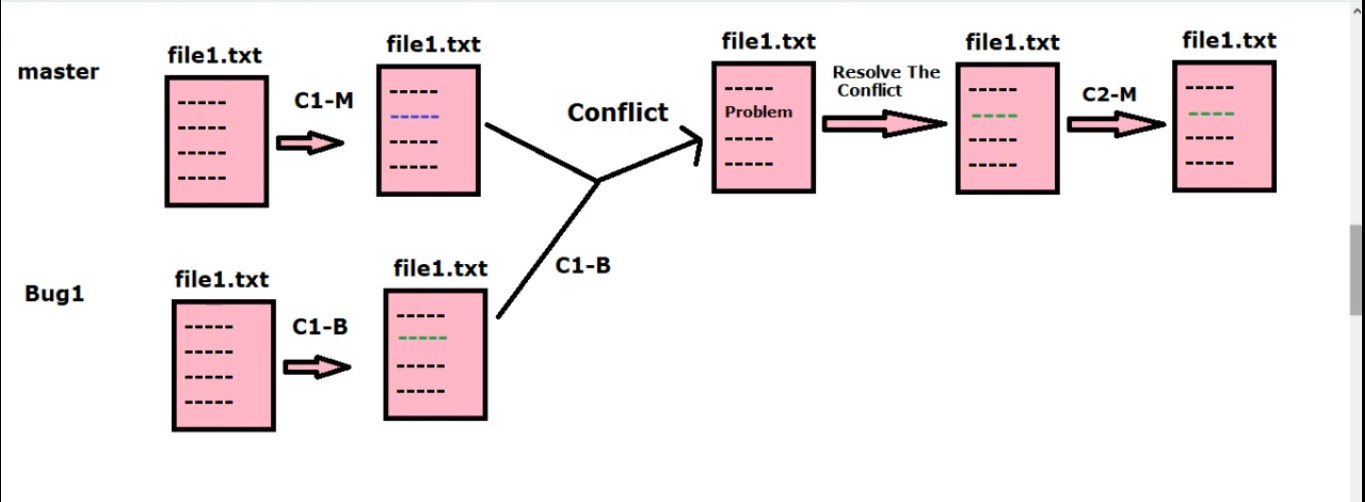 master
file1.txt
C1-M
file1.txt
Conflict
file1.txt
Problem
Resolve The
Conflict
file1.txt
C2-M
file1.txt
Bug1
file1.txt
C1-B
file1.txt
C1-B